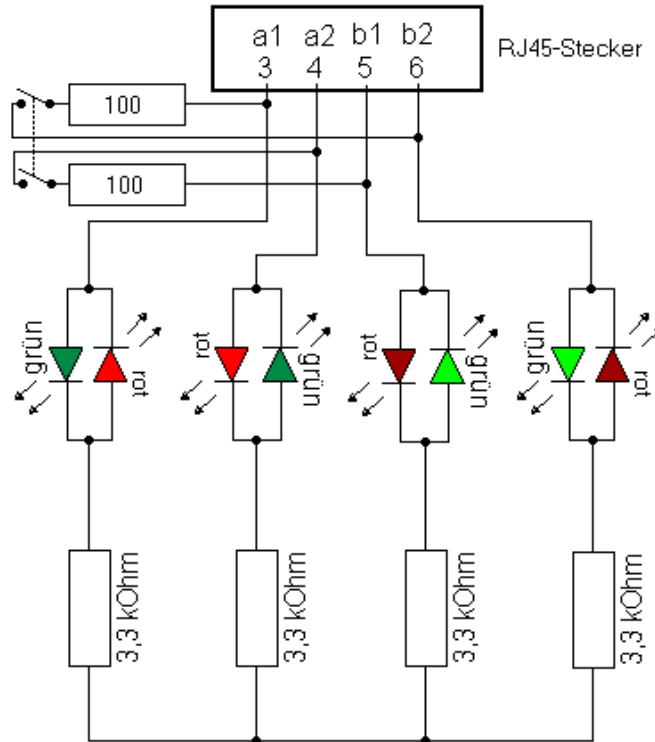 a1 a2 b1 b2
3 4 5 6
RJ45-Stecker
100
100
grün
rot
rot
grün
rot
grün
grün
rot
3,3 kOhm
3,3 kOhm
3,3 kOhm
3,3 kOhm